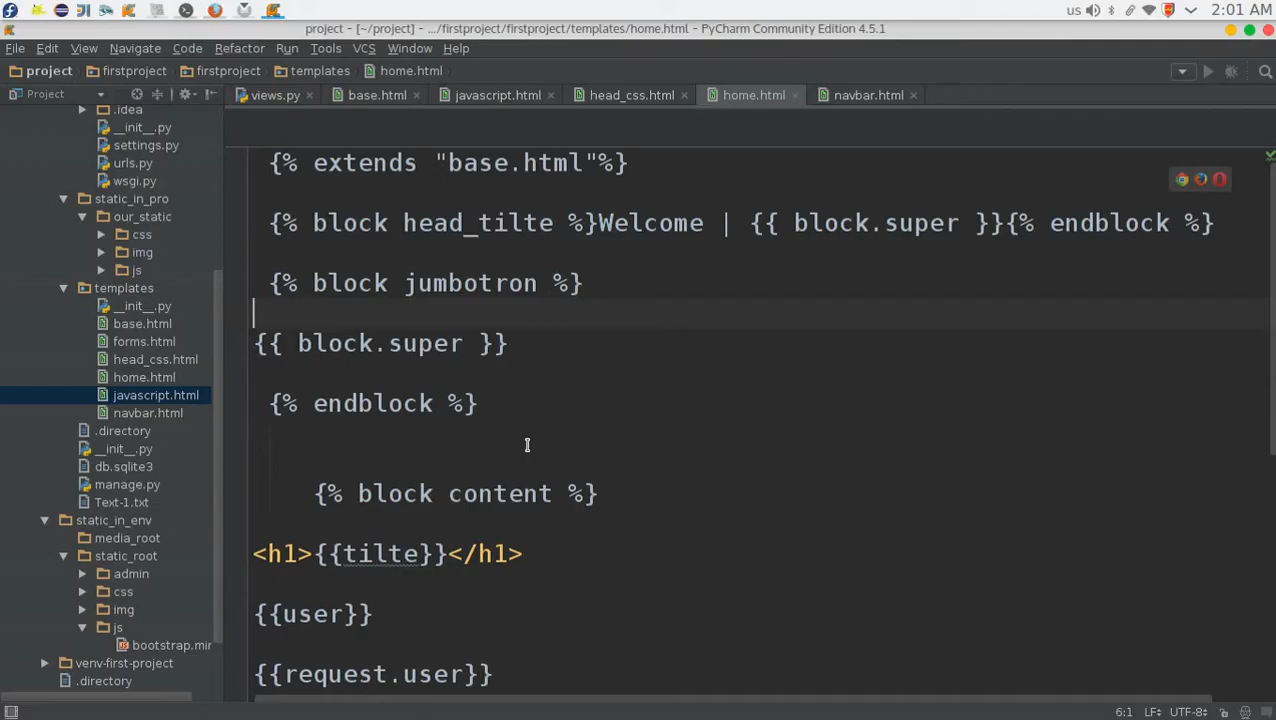 us
2:01 AM
project - [~/project] - .../firstproject/firstproject/templates/home.html - PyCharm Community Edition 4.5.1
File Edit View Navigate Code Refactor Run Tools VCS Window Help
project firstproject firstproject templates home.html
Project
views.py base.html javascript.html head_css.html home.html navbar.html
.idea
__init__.py
settings.py
urls.py
wsgi.py
static_in_pro
our_static
css
img
js
templates
__init__.py
base.html
forms.html
head_css.html
home.html
javascript.html
navbar.html
.directory
__init__.py
db.sqlite3
manage.py
Text-1.txt
static_in_env
media_root
static_root
admin
css
img
js
bootstrap.mir
venv-first-project
.directory
{% extends "base.html"%}
{% block head_tilte %}Welcome | {{ block.super }}{% endblock %}
{% block jumbotron %}
{{ block.super }}
{% endblock %}
{% block content %}
<h1>{{tilte}}</h1>
{{user}}
{{request.user}}
6:1 LF÷ UTF-8÷